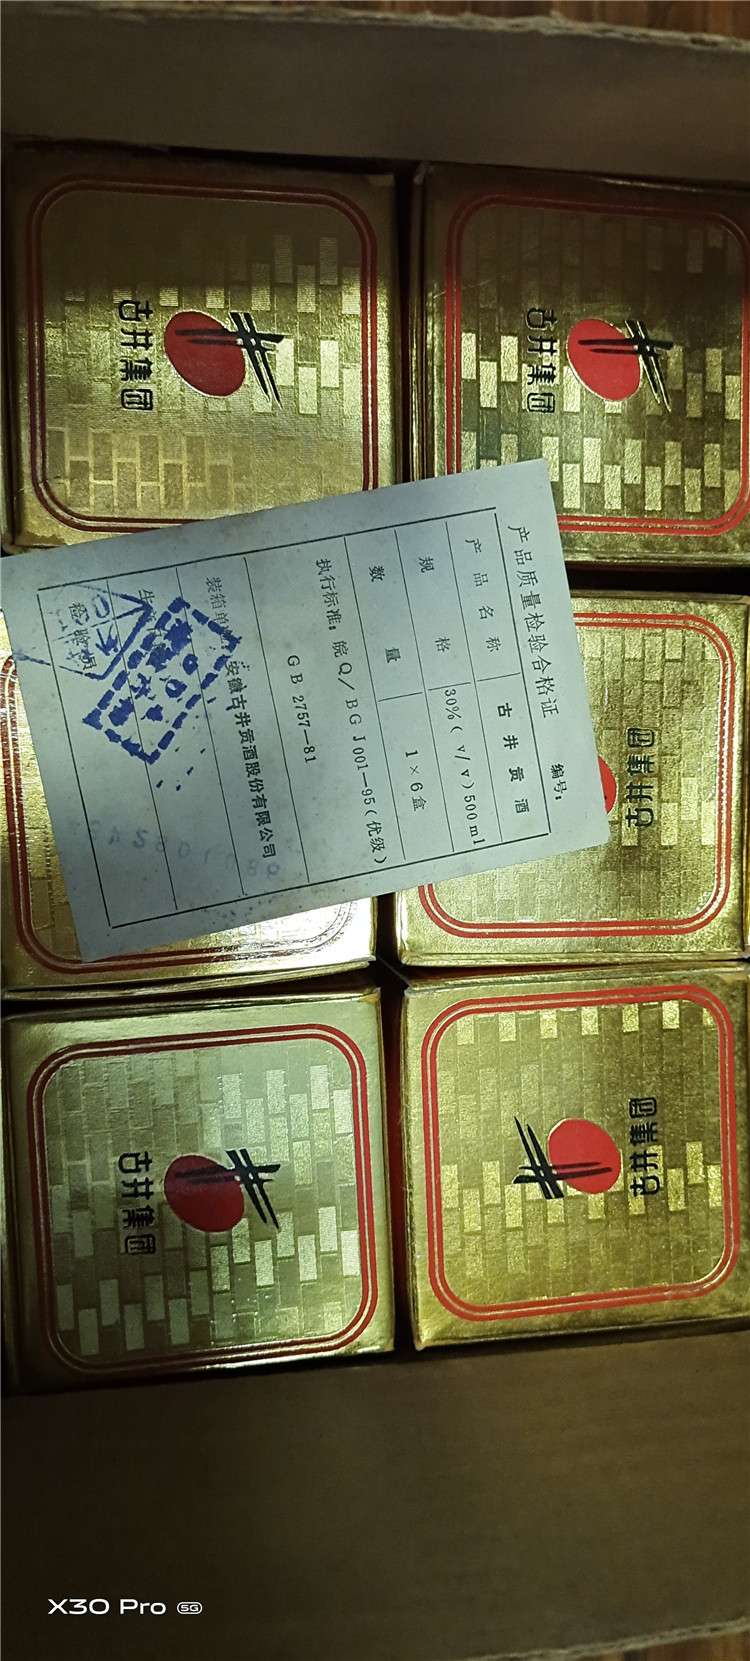 古井集团
古井集团
产品质量检验合格证
编号：
产品名称 古井贡酒
规格 30%(v/v)500ml
数量 1×6盒
执行标准：皖Q/BGJ001—95(优级)
GB 2757—81
装箱单
安徽古井贡酒股份有限公司
古井集团
古井集团
古井集团
X30 Pro 5G